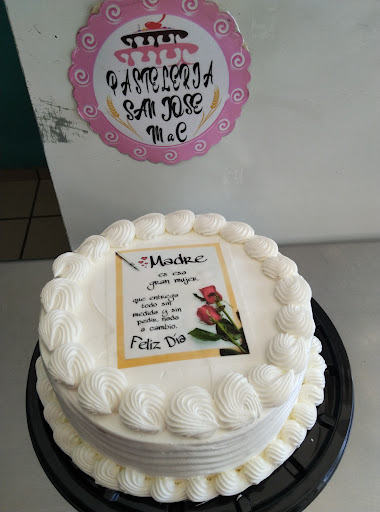 PASTELERIA
SAN JOSE
M a C
Madre
es esa
gran mujer
que entrega
todo sin
medida y sin
pedir nada
a cambio.
Feliz Día